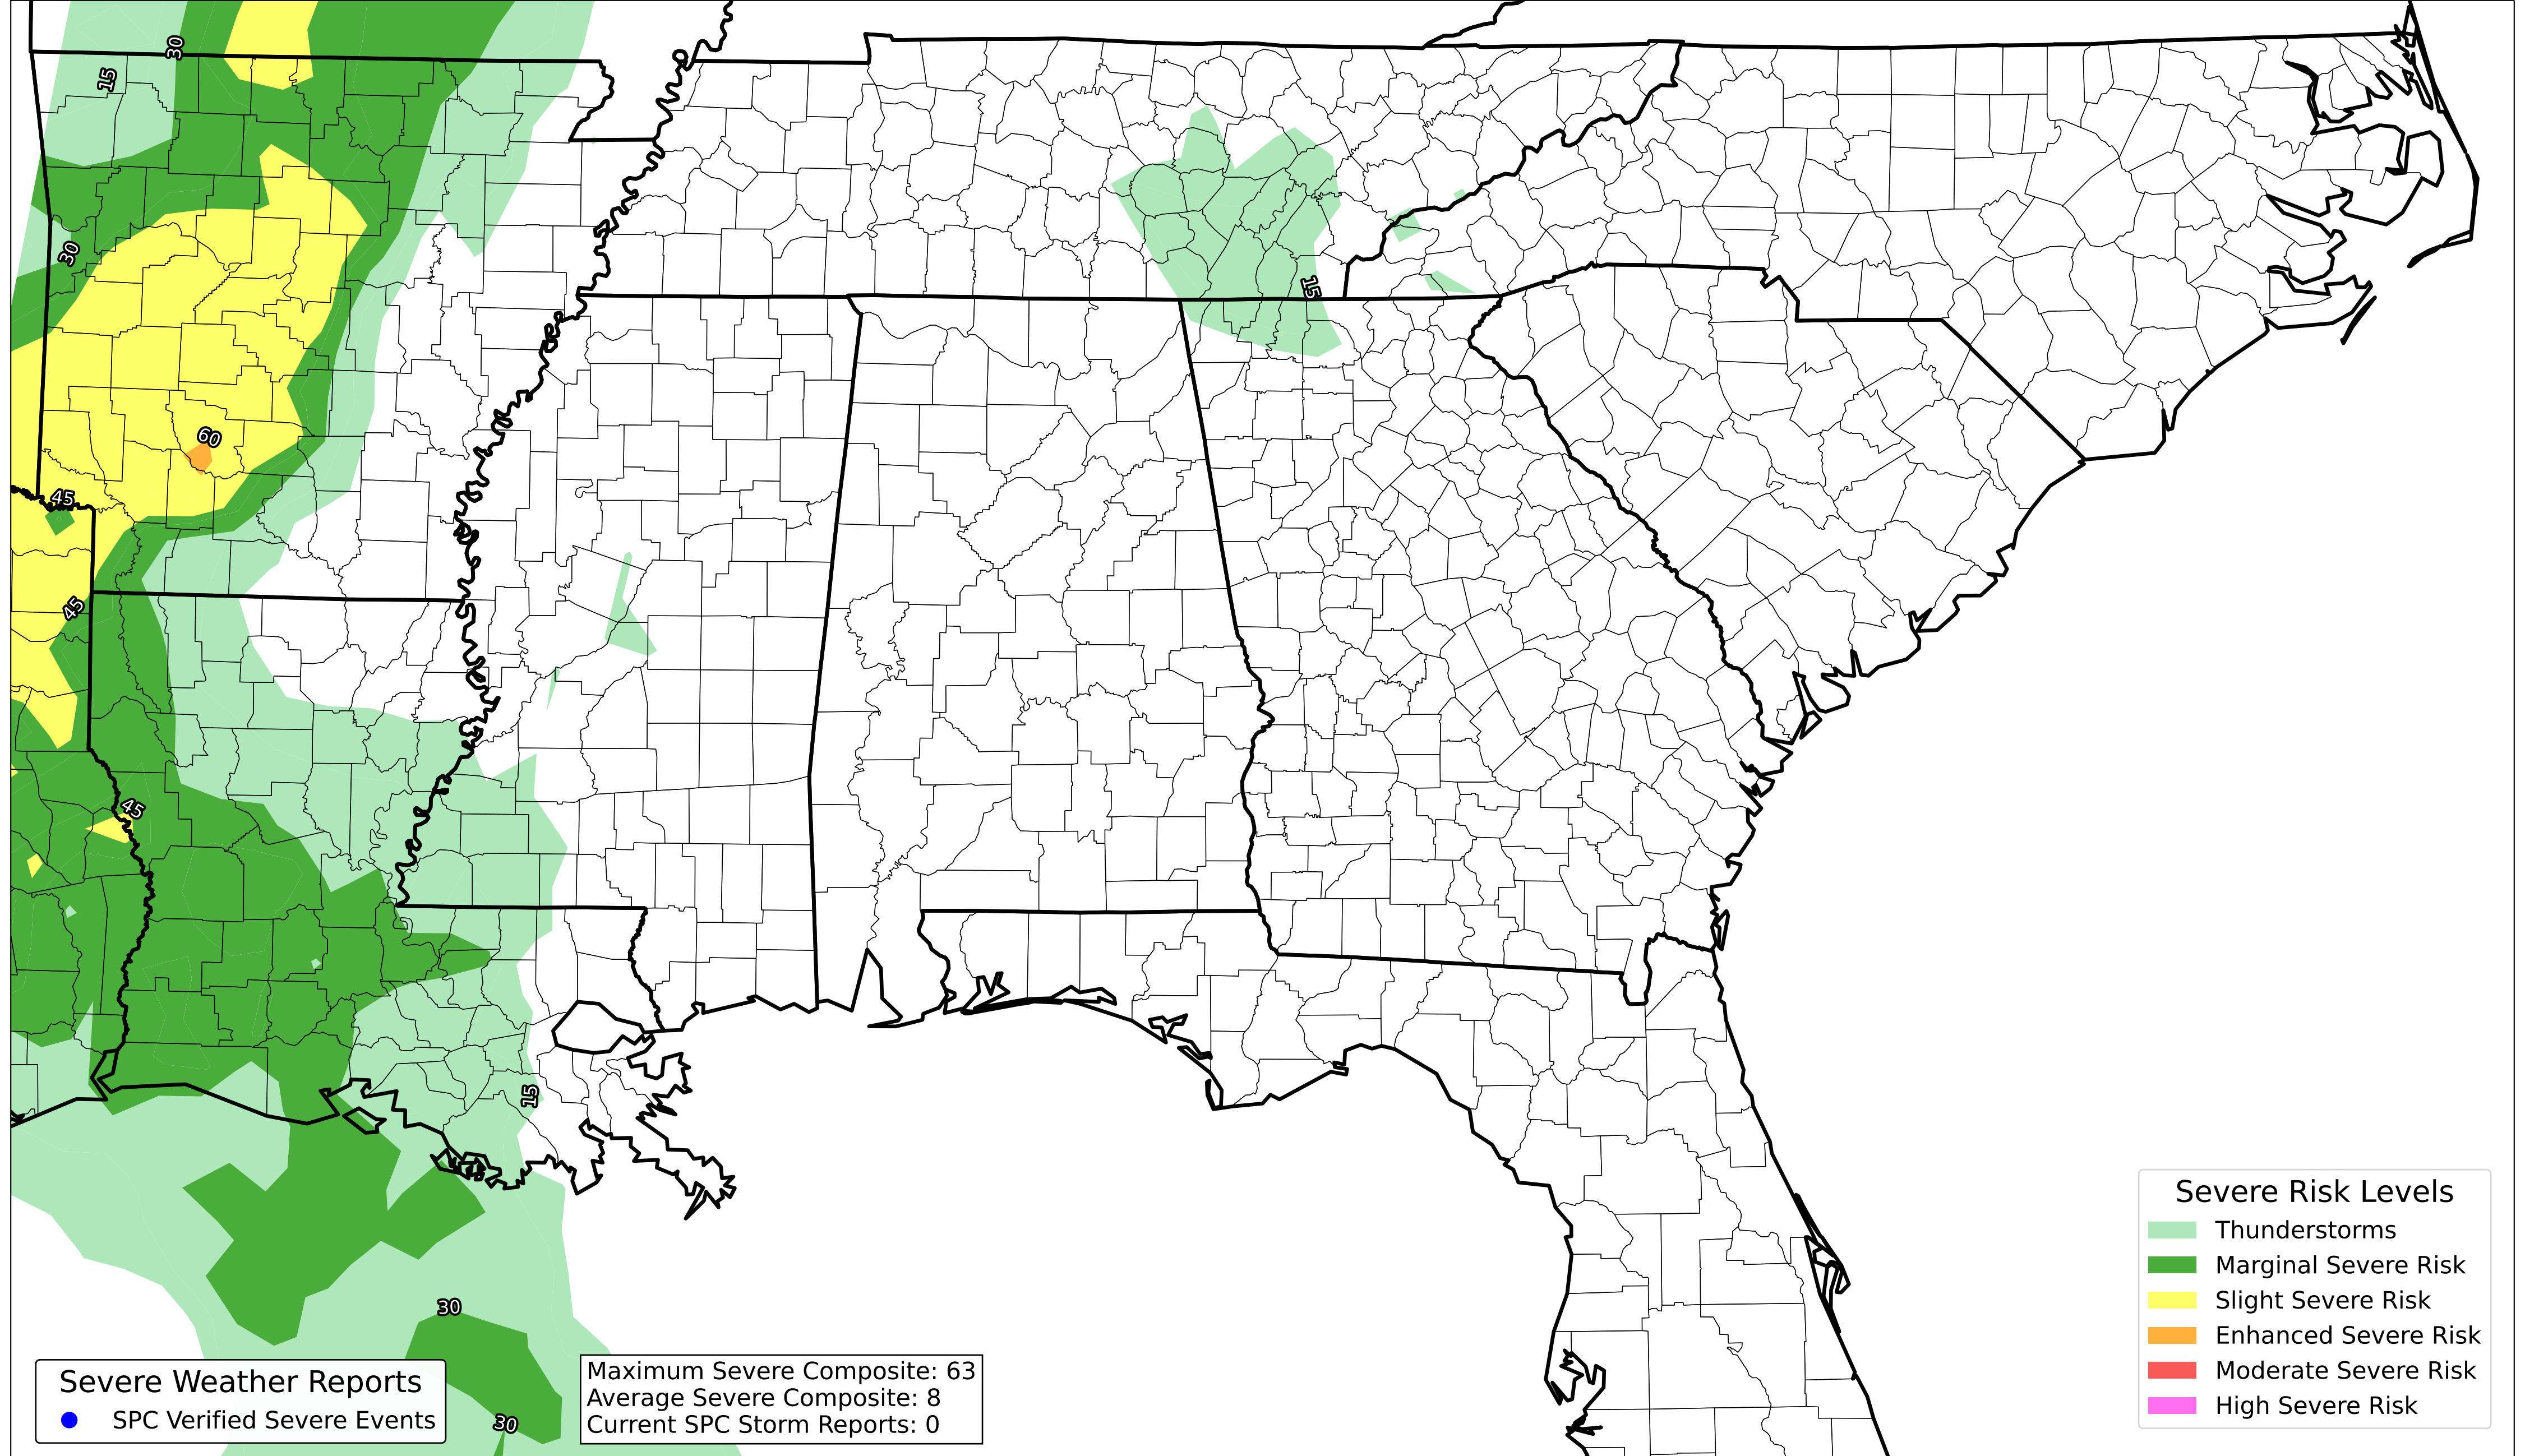 30
15
30
15
60
45
45
45
15
30
30
Severe Risk Levels
Thunderstorms
Marginal Severe Risk
Slight Severe Risk
Enhanced Severe Risk
Moderate Severe Risk
High Severe Risk
Severe Weather Reports
SPC Verified Severe Events
Maximum Severe Composite: 63
Average Severe Composite: 8
Current SPC Storm Reports: 0